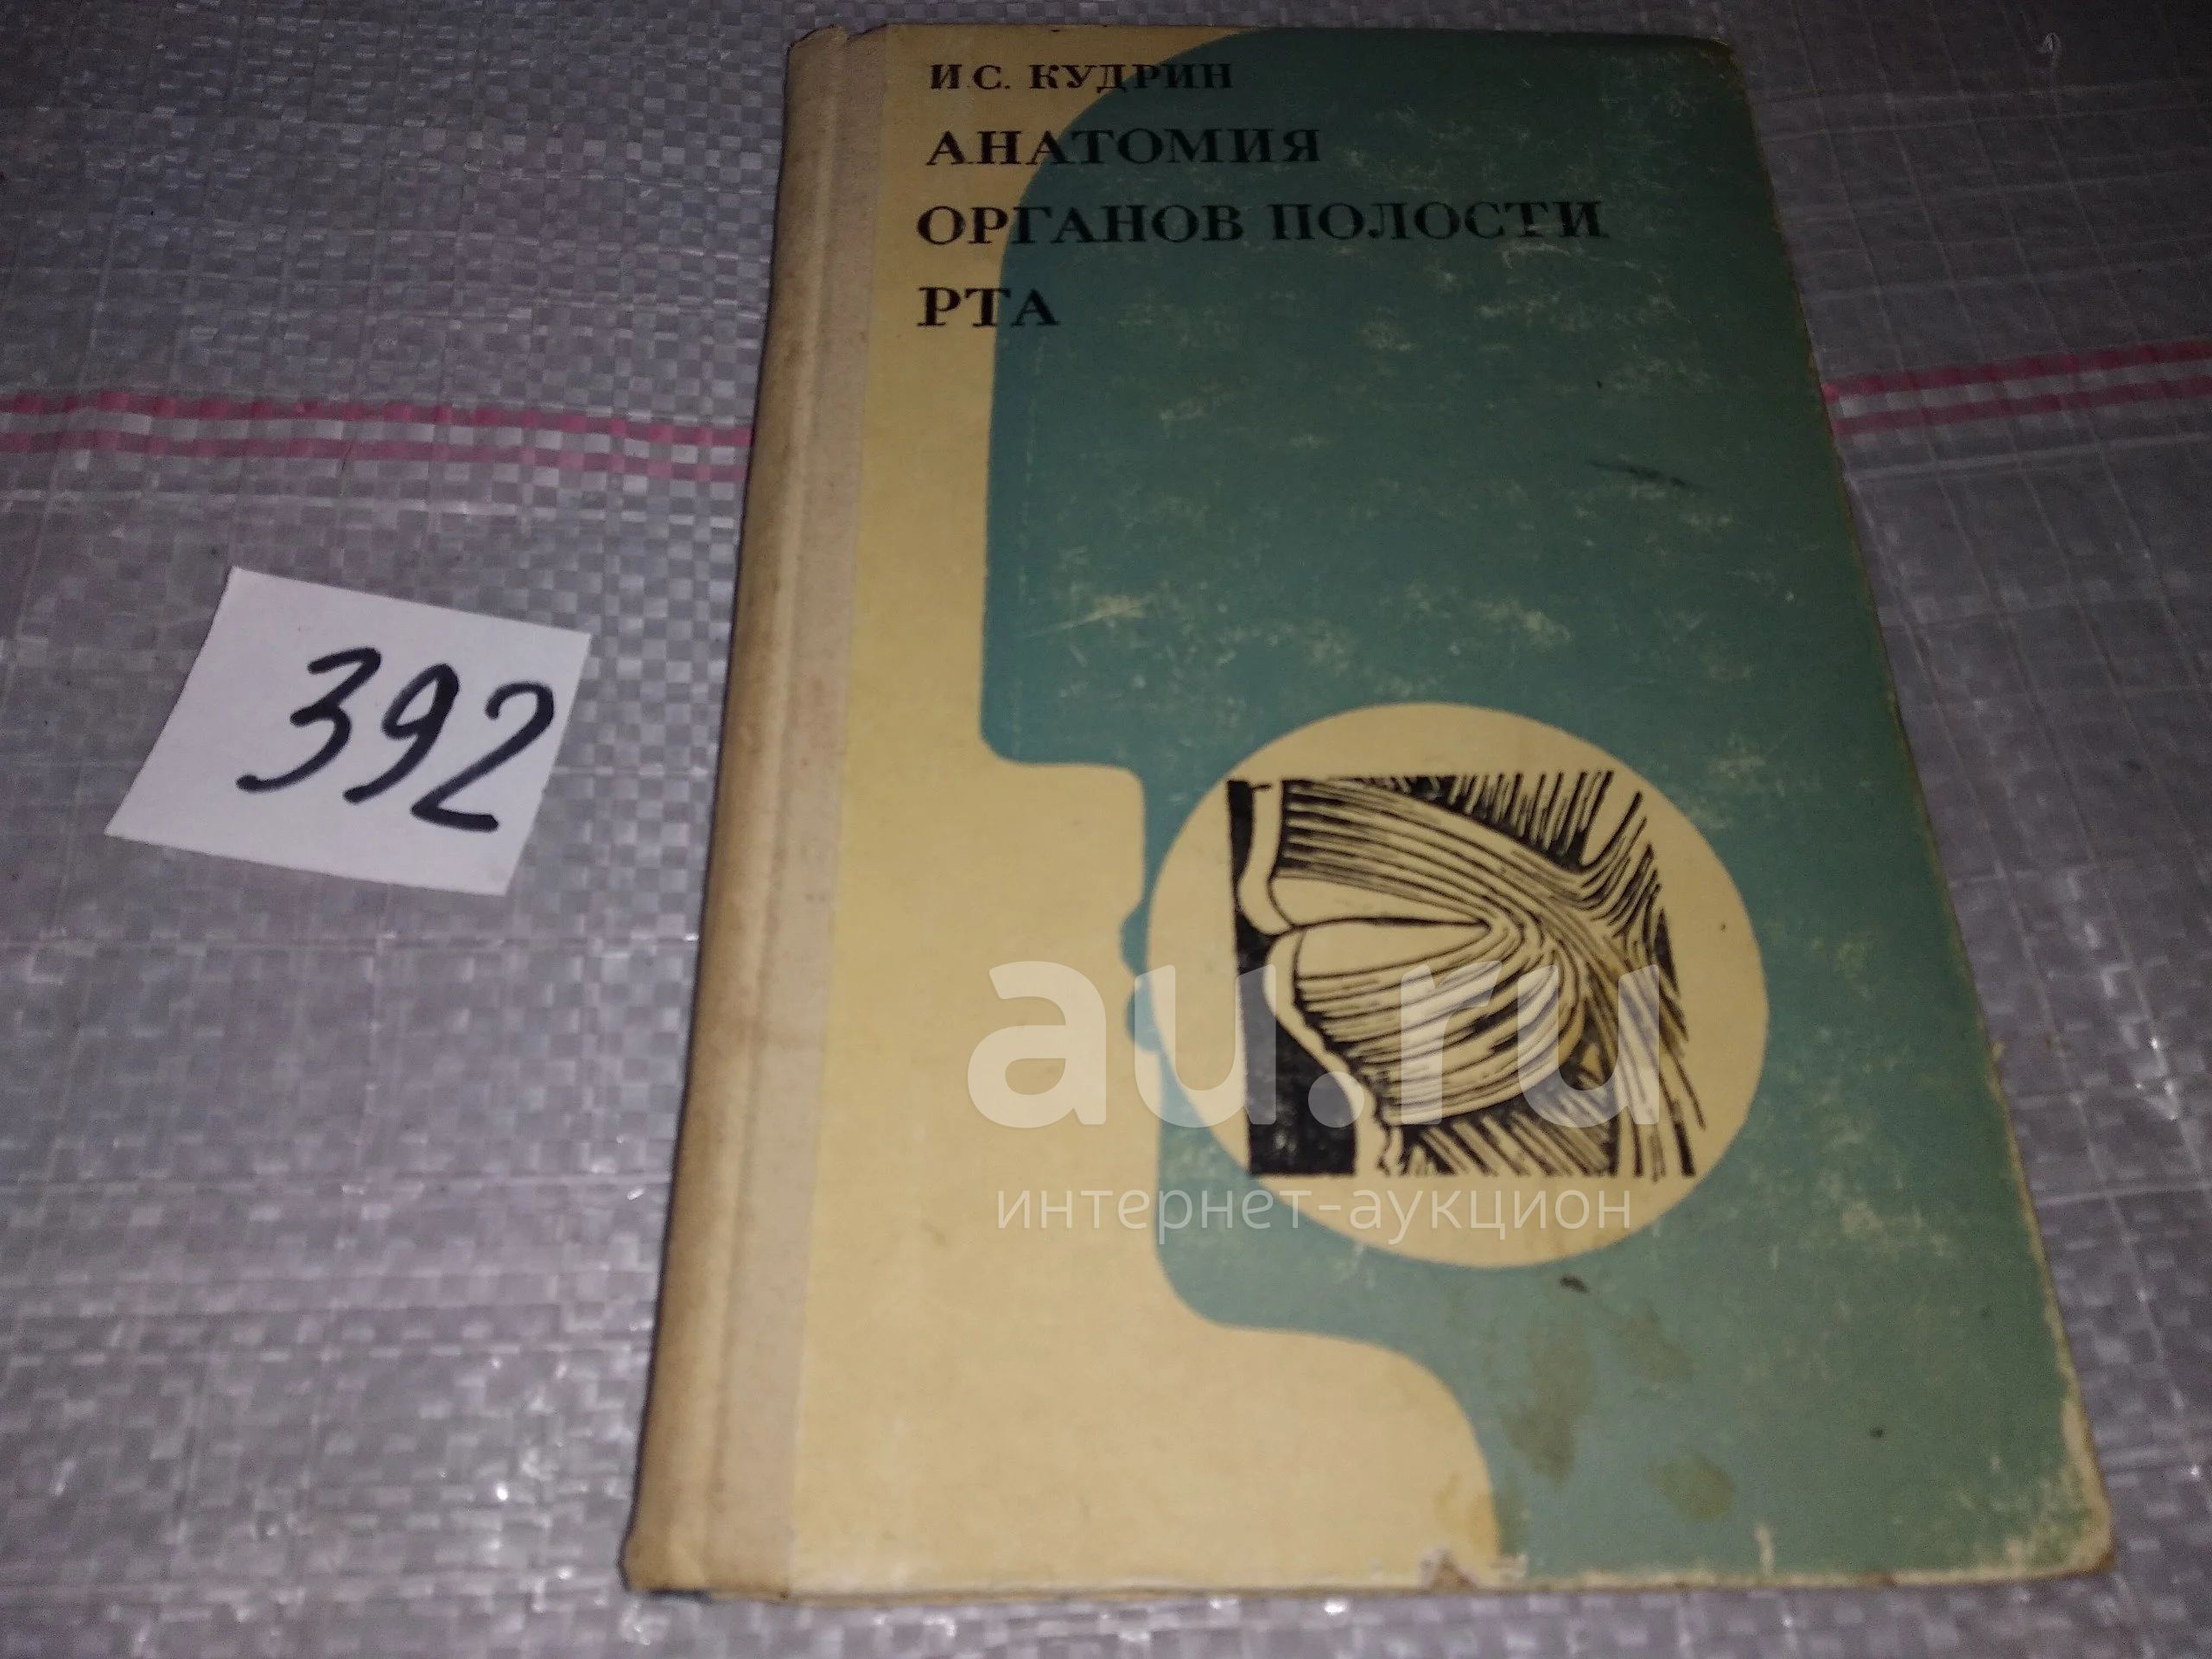 И.С. КУДРИН
АНАТОМИЯ
ОРГАНОВ ПОЛОСТИ
РТА
392
au.ru
интернет-аукцион